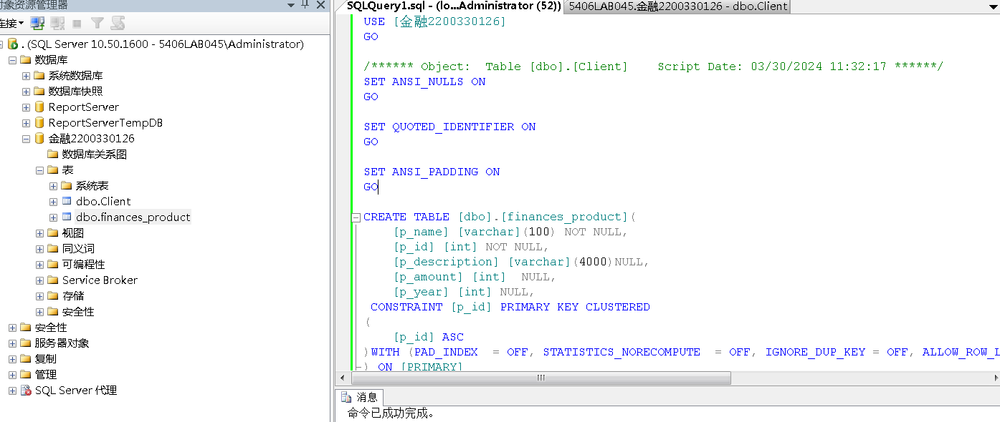 对象资源管理器
连接
. (SQL Server 10.50.1600 - 5406LAB045\Administrator)
数据库
系统数据库
数据库快照
ReportServer
ReportServerTempDB
金融2200330126
数据库关系图
表
系统表
dbo.Client
dbo.finances_product
视图
同义词
可编程性
Service Broker
存储
安全性
安全性
服务器对象
复制
管理
SQL Server 代理
SQLQuery1.sql - (lo...Administrator (52))
5406LAB045.金融2200330126 - dbo.Client
USE [金融2200330126]
GO
/****** Object:  Table [dbo].[Client]    Script Date: 03/30/2024 11:32:17 ******/
SET ANSI_NULLS ON
GO
SET QUOTED_IDENTIFIER ON
GO
SET ANSI_PADDING ON
GO
CREATE TABLE [dbo].[finances_product](
[p_name] [varchar](100) NOT NULL,
[p_id] [int] NOT NULL,
[p_description] [varchar](4000)NULL,
[p_amount] [int]  NULL,
[p_year] [int] NULL,
CONSTRAINT [p_id] PRIMARY KEY CLUSTERED
(
[p_id] ASC
)WITH (PAD_INDEX  = OFF, STATISTICS_NORECOMPUTE  = OFF, IGNORE_DUP_KEY = OFF, ALLOW_ROW_L
) ON [PRIMARY]
消息
命令已成功完成。